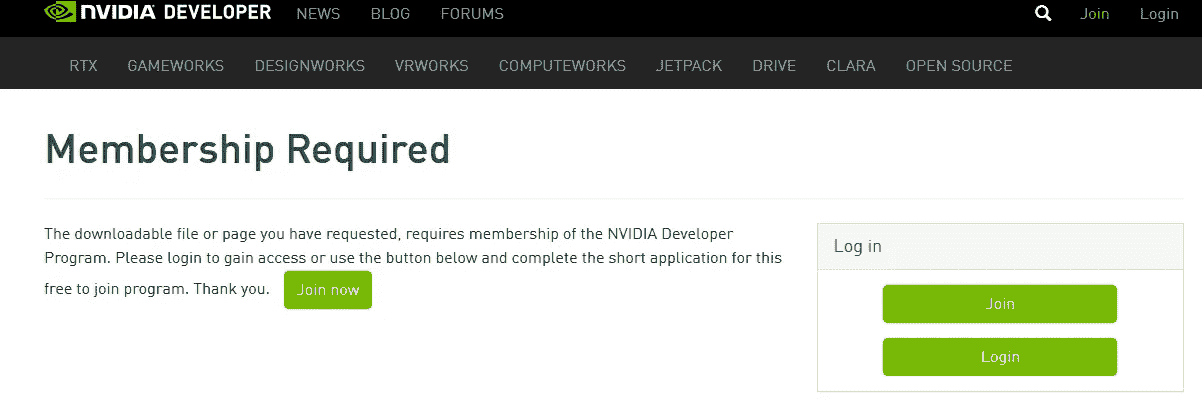 NVIDIA DEVELOPER NEWS BLOG FORUMS Join Login
RTX GAMEWORKS DESIGNWORKS VRWORKS COMPUTEWORKS JETPACK DRIVE CLARA OPEN SOURCE
Membership Required
The downloadable file or page you have requested, requires membership of the NVIDIA Developer
Program. Please login to gain access or use the button below and complete the short application for this
free to join program. Thank you. Join now
Log in
Join
Login